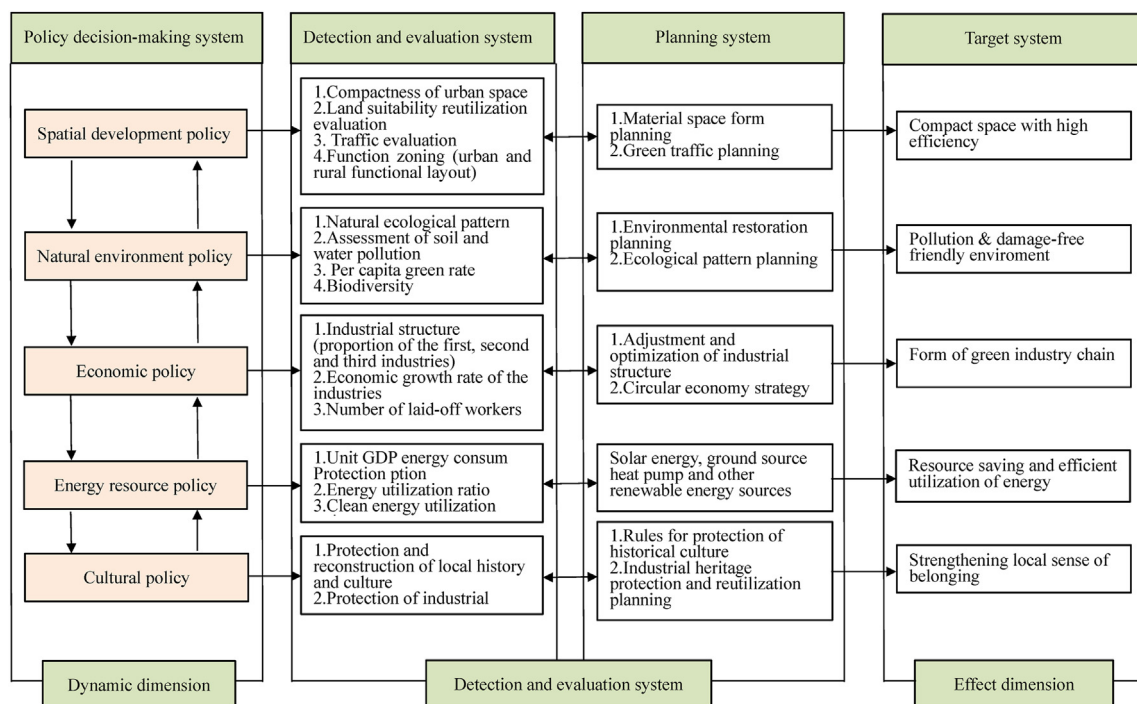 Policy decision-making system
Detection and evaluation system
Planning system
Target system
Spatial development policy
1.Compactness of urban space
2.Land suitability reutilization
evaluation
3. Traffic evaluation
4.Function zoning (urban and
rural functional layout)
1.Material space form
planning
2.Green traffic planning
Compact space with high
efficiency
Natural environment policy
1.Natural ecological pattern
2.Assessment of soil and
water pollution
3. Per capita green rate
4.Biodiversity
1.Environmental restoration
planning
2.Ecological pattern planning
Pollution & damage-free
friendly enviroment
Economic policy
1.Industrial structure
(proportion of the first, second
and third industries)
2.Economic growth rate of the
industries
3.Number of laid-off workers
1.Adjustment and
optimization of industrial
structure
2.Circular economy strategy
Form of green industry chain
Energy resource policy
1.Unit GDP energy consum
Protection ption
2.Energy utilization ratio
3.Clean energy utilization
Solar energy, ground source
heat pump and other
renewable energy sources
Resource saving and efficient
utilization of energy
Cultural policy
1.Protection and
reconstruction of local history
and culture
2.Protection of industrial
1.Rules for protection of
historical culture
2.Industrial heritage
protection and reutilization
planning
Strengthening local sense of
belonging
Dynamic dimension
Detection and evaluation system
Effect dimension